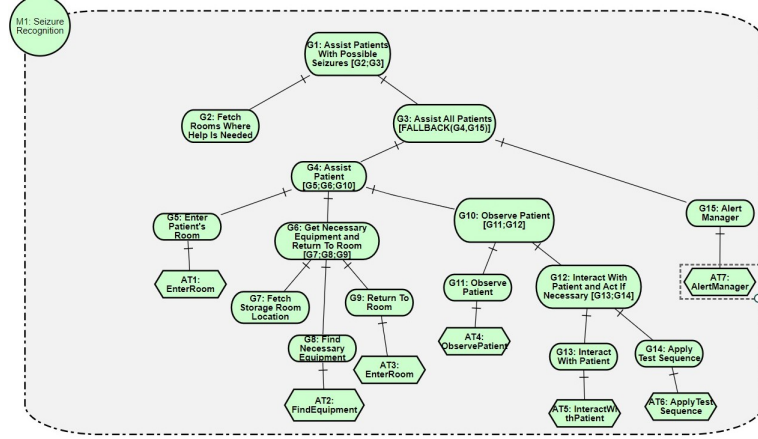 M1: Seizure
Recognition
G1: Assist Patients
With Possible
Seizures [G2;G3]
G2: Fetch
Rooms Where
Help Is Needed
G3: Assist All Patients
[FALLBACK(G4,G15)]
G4: Assist
Patient
[G5;G6;G10]
G5: Enter
Patient's
Room
G6: Get Necessary
Equipment and
Return To Room
[G7;G8;G9]
G10: Observe Patient
[G11;G12]
G15: Alert
Manager
AT1:
EnterRoom
G7: Fetch
Storage Room
Location
G9: Return To
Room
G11: Observe
Patient
G12: Interact With
Patient and Act If
Necessary [G13;G14]
AT7:
AlertManager
G8: Find
Necessary
Equipment
AT4:
ObservePatient
AT3:
EnterRoom
G13: Interact
With Patient
G14: Apply
Test Sequence
AT2:
FindEquipment
AT5: InteractWi
thPatient
AT6: ApplyTest
Sequence